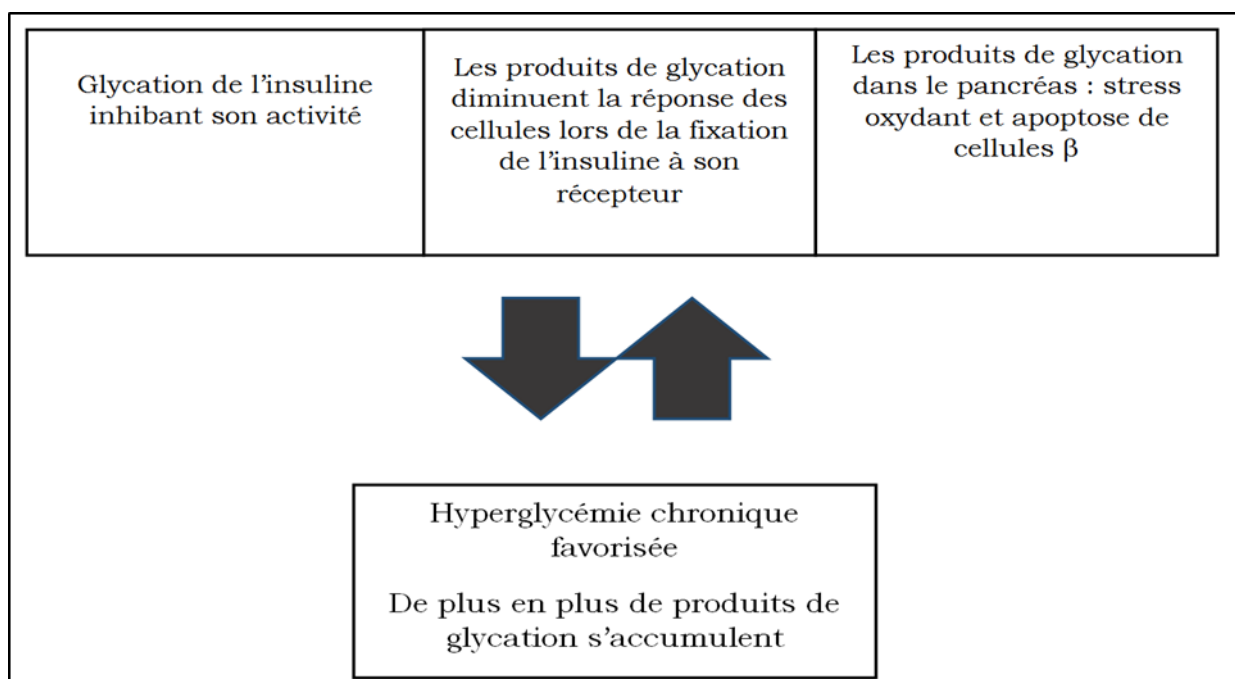 Glycation de l’insuline
inhibant son activité
Les produits de glycation
diminuent la réponse des
cellules lors de la fixation
de l’insuline à son
récepteur
Les produits de glycation
dans le pancréas : stress
oxydant et apoptose de
cellules β
Hyperglycémie chronique
favorisée
De plus en plus de produits de
glycation s’accumulent